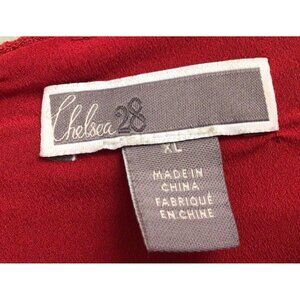 Chelsea28
XL
MADE IN
CHINA
FABRIQUÉ
EN CHINE